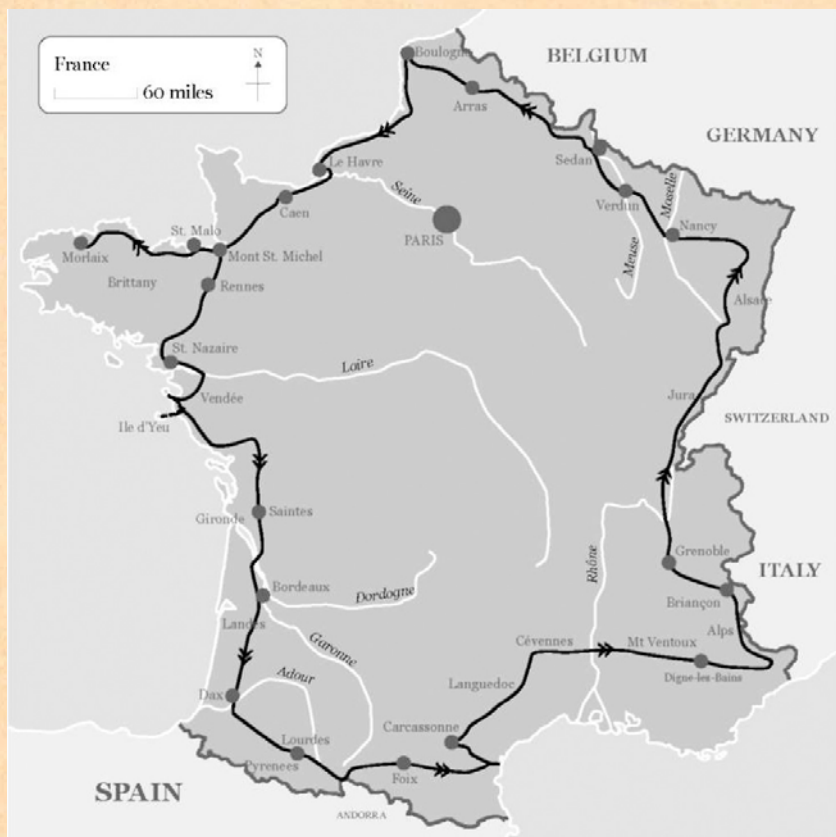 France
N
60 miles
BELGIUM
GERMANY
SWITZERLAND
ITALY
SPAIN
ANDORRA
Boulogne
Arras
Sedan
Le Havre
Seine
Verdun
Moselle
Caen
PARIS
Nancy
Meuse
St. Malo
Morlaix
Mont St. Michel
Brittany
Rennes
Alsace
St. Nazaire
Loire
Vendée
Jura
Ile d'Yeu
Gironde
Saintes
Grenoble
Rhône
Bordeaux
Dordogne
Briançon
Landes
Alps
Garonne
Cévennes
Mt Ventoux
Adour
Digne-les-Bains
Languedoc
Dax
Carcassonne
Lourdes
Pyrenees
Foix